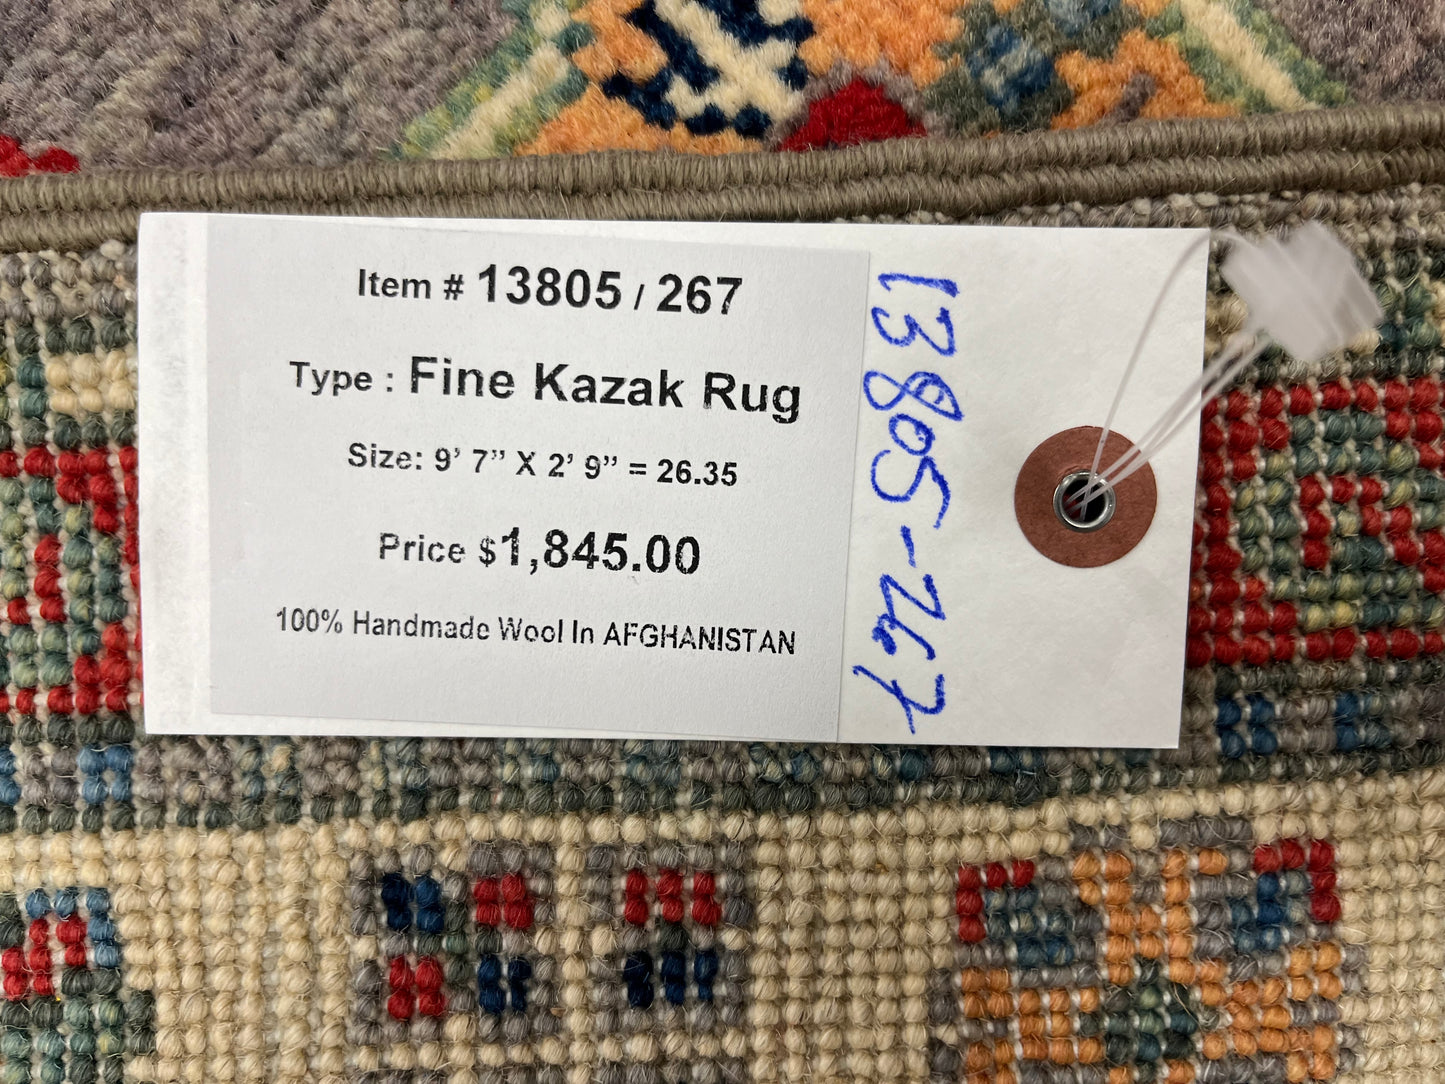 Item # 13805 / 267
Type : Fine Kazak Rug
Size: 9’ 7” X 2’ 9” = 26.35
Price $1,845.00
100% Handmade Wool In AFGHANISTAN
13805-267